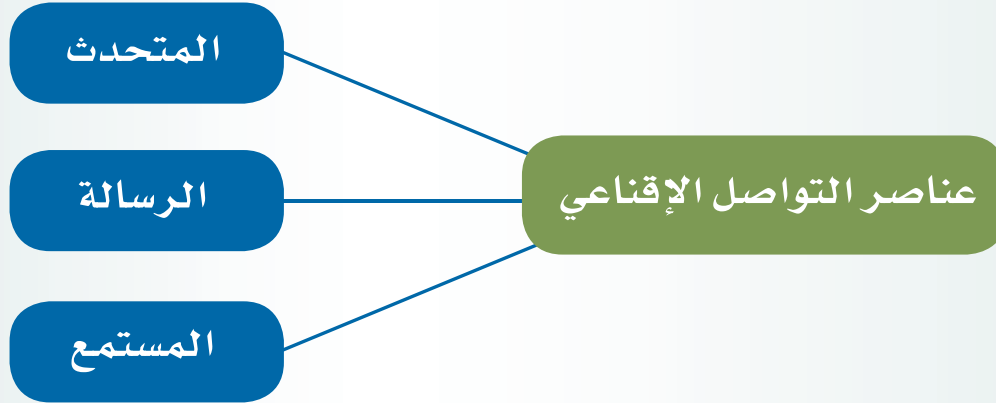 عناصر التواصل الإقناعي
المتحدث
الرسالة
المستمع